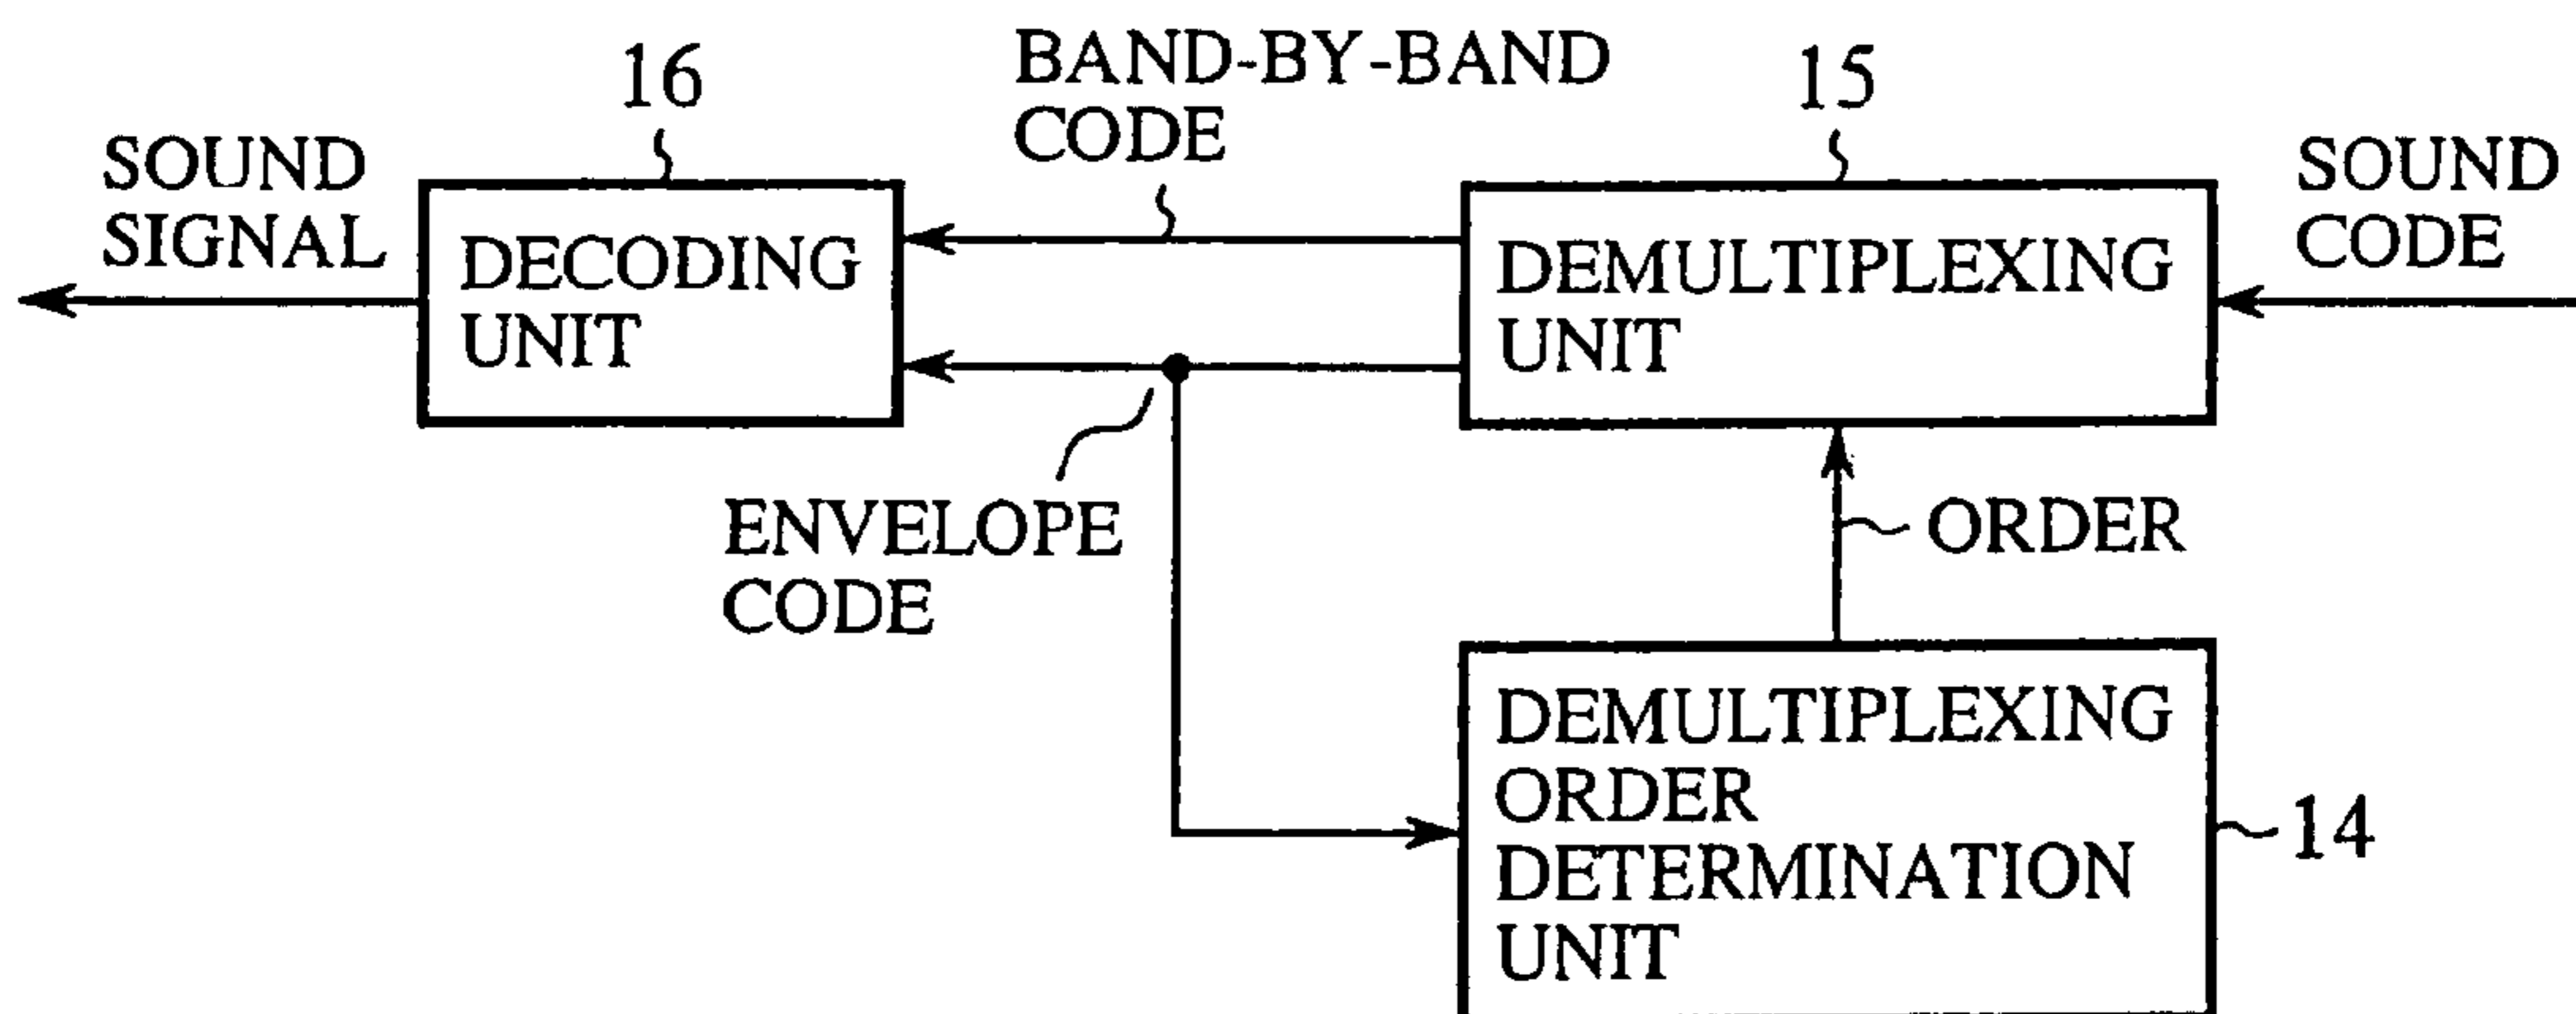 16
BAND-BY-BAND
CODE
15
SOUND
SIGNAL
SOUND
CODE
DECODING
UNIT
DEMULTIPLEXING
UNIT
ENVELOPE
CODE
ORDER
DEMULTIPLEXING
ORDER
DETERMINATION
UNIT
14